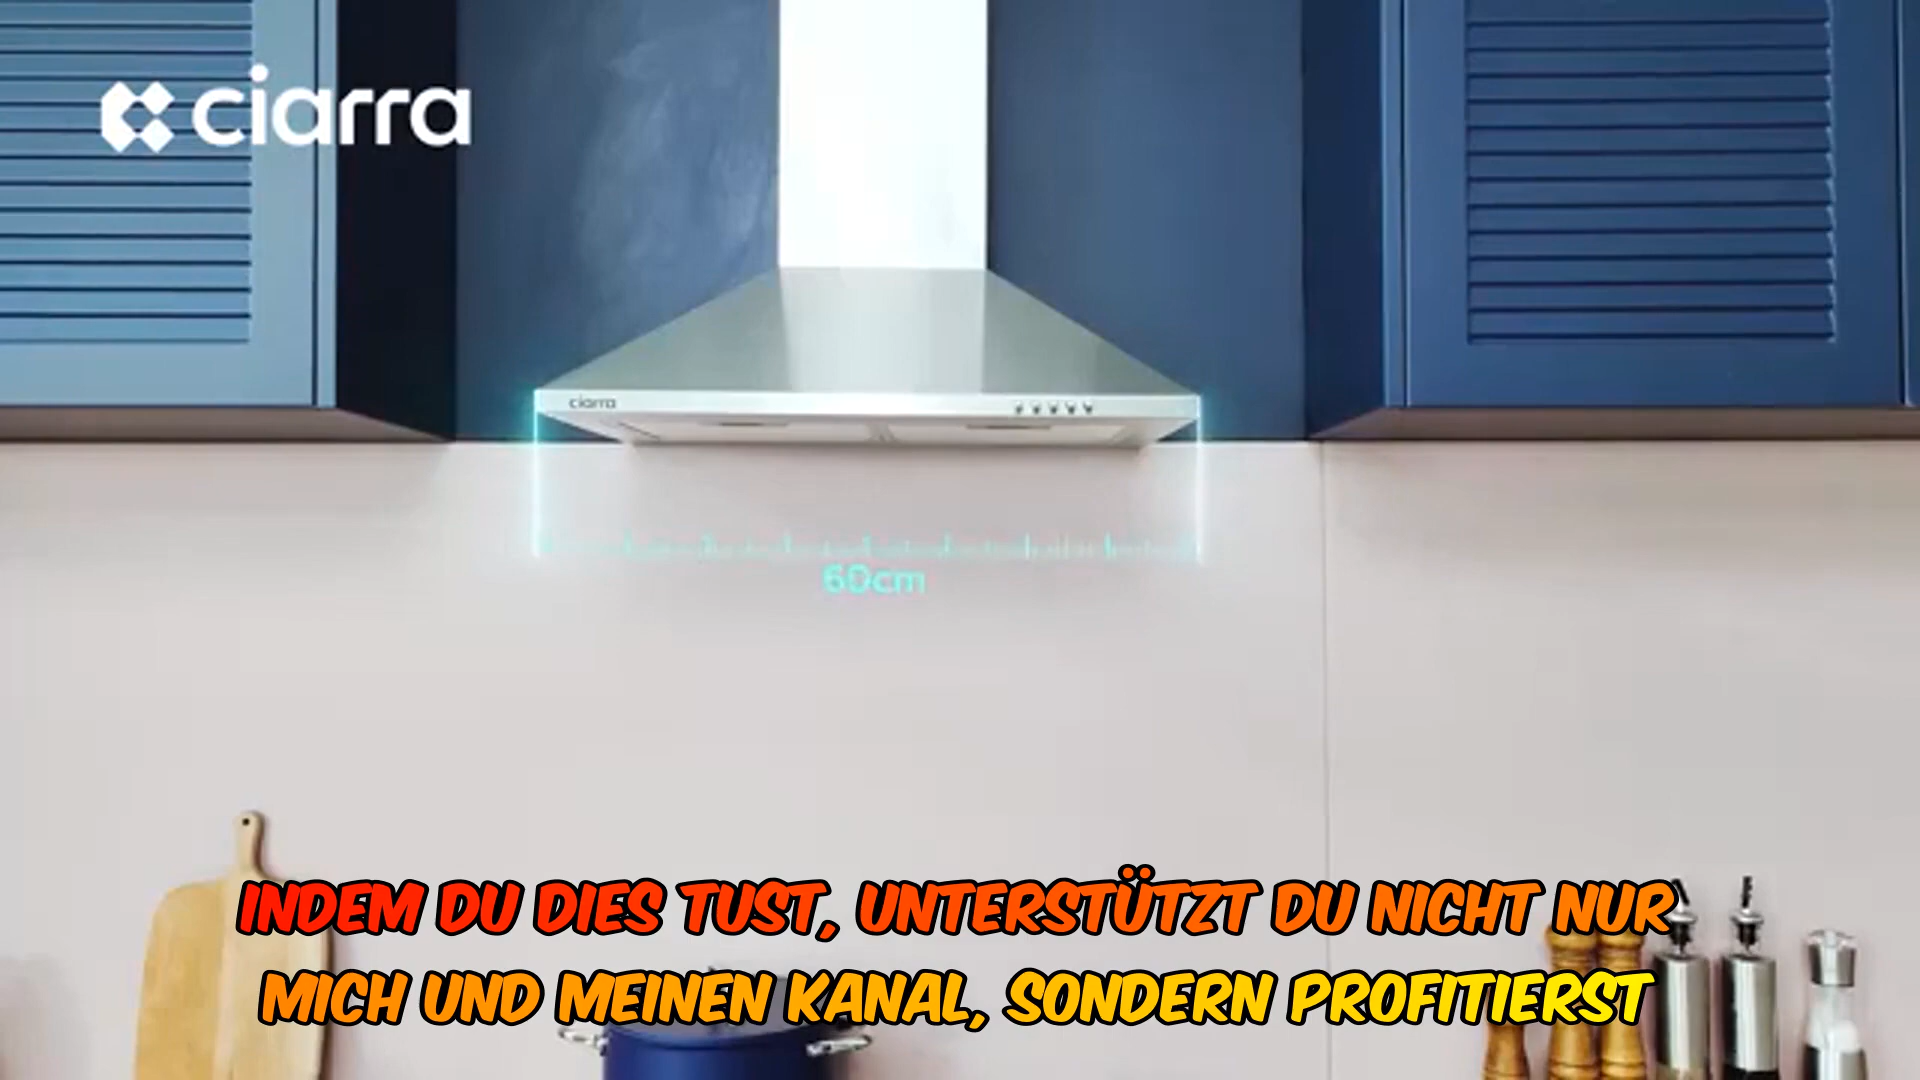 ciarra
ciarra
60cm
INDEM DU DIES TUST, UNTERSTÜTZT DU NICHT NUR
MICH UND MEINEN KANAL, SONDERN PROFITIERST